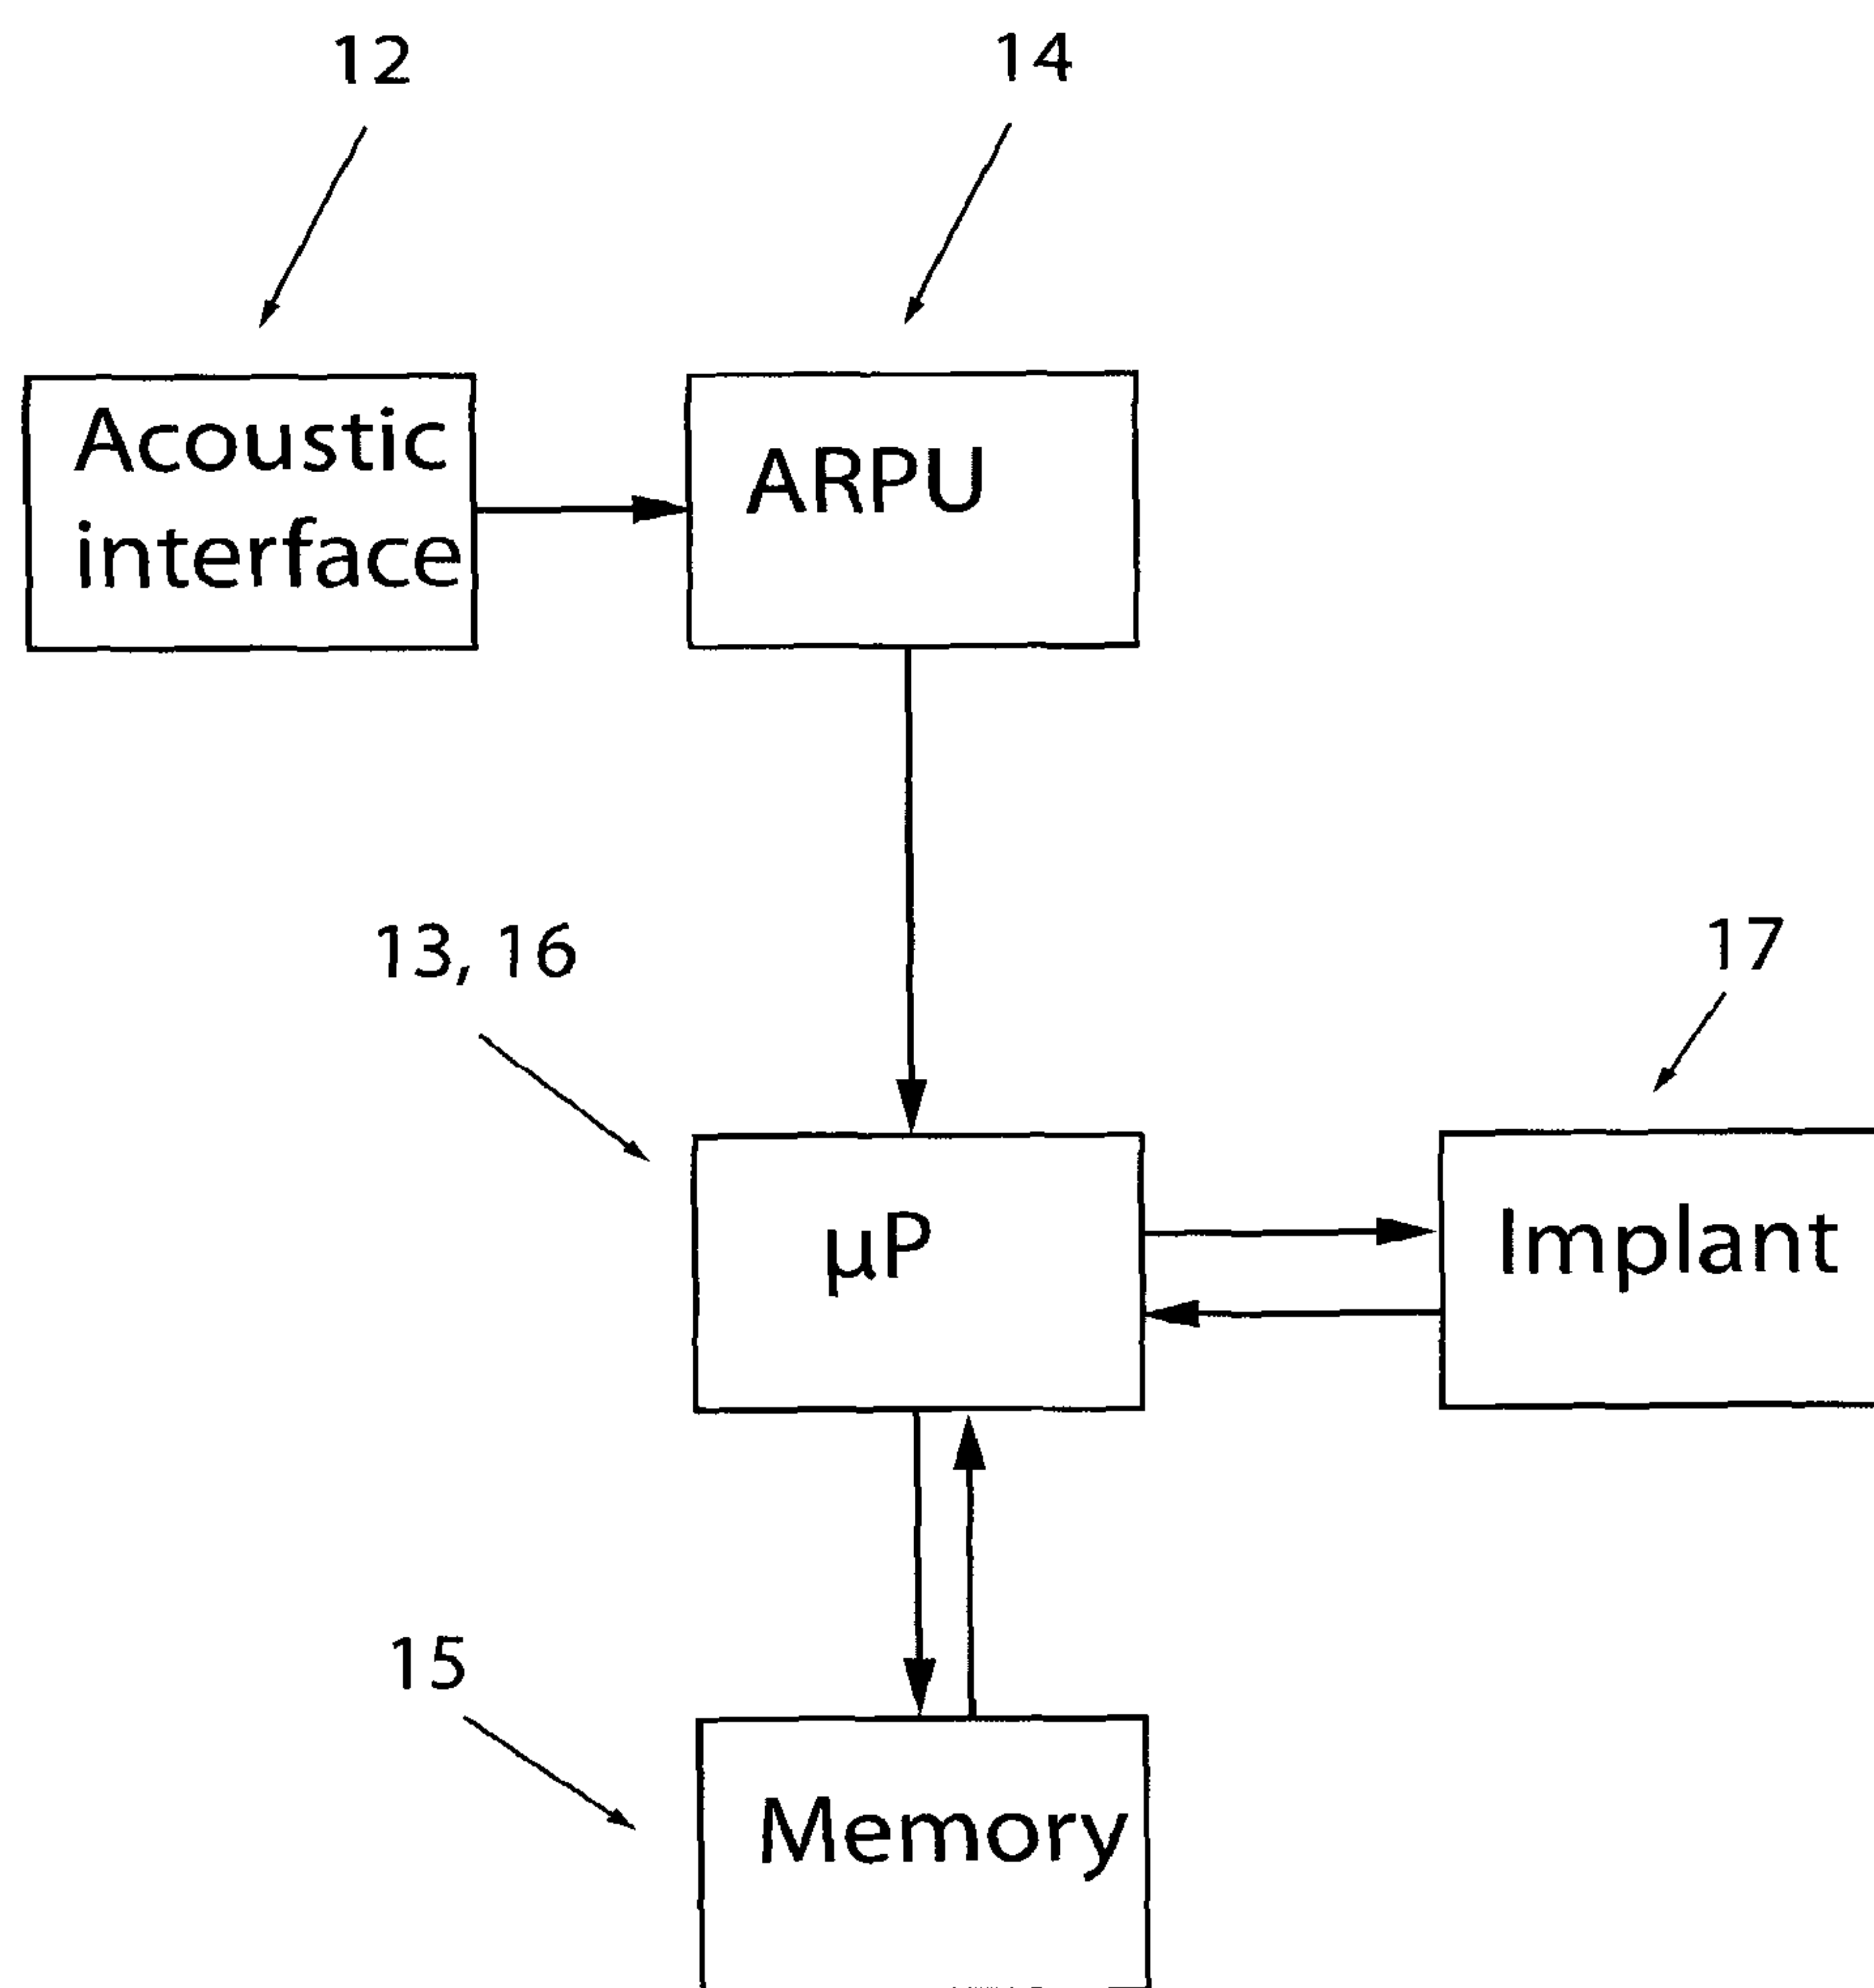 12
14
Acoustic
interface
ARPU
13, 16
17
µP
Implant
15
Memory